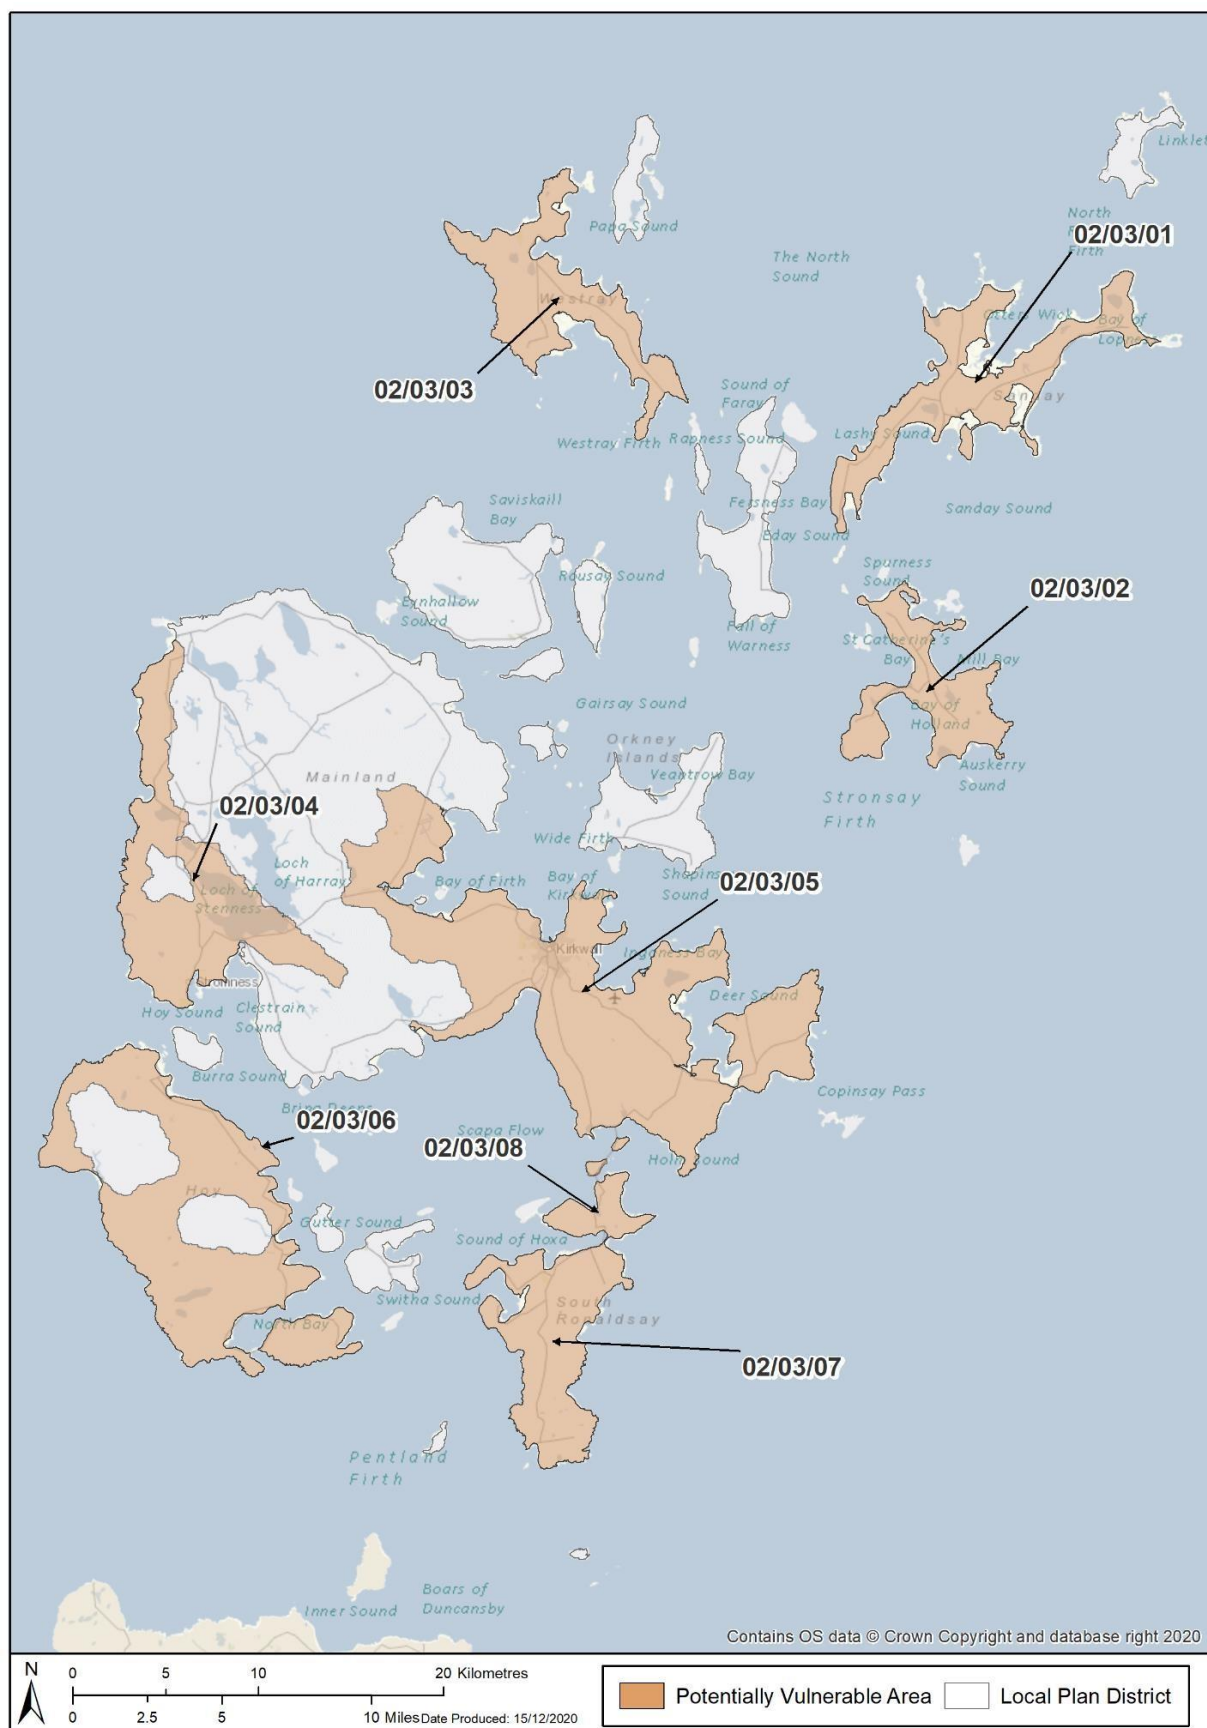 Linklet
Papa Sound
North
02/03/01
Firth
The North
Sound
Westray
Otters Wick
Bay of
Lopness
02/03/03
Sound of
Faray
Sanday
Westray Firth
Rapness Sound
Lashy Sound
Saviskaill
Bay
Fersness Bay
Sanday Sound
Eday Sound
Rousay Sound
Spurness
Sound
02/03/02
Eynhallow
Sound
Fall of
Warness
St Catherine's
Bay
Mill Bay
Gairsay Sound
Bay of
Holland
Orkney
Islands
Mainland
Veantrow Bay
Auskerry
Sound
Stronsay
Firth
02/03/04
Wide Firth
Loch
of Harray
Bay of Firth
Bay of
Kirkwall
Shapins
Sound
02/03/05
Loch of
Stenness
Kirkwall
Inganess Bay
Stromness
Deer Sound
Hoy Sound
Clestrain
Sound
Burra Sound
Copinsay Pass
Bring Deeps
02/03/06
Scapa Flow
02/03/08
Holm Sound
Hoy
Gutter Sound
Sound of Hoxa
Switha Sound
South
Ronaldsay
North Bay
02/03/07
Pentland
Firth
Boars of
Duncansby
Inner Sound
Contains OS data © Crown Copyright and database right 2020
N
0 5 10 20 Kilometres
0 2.5 5 10 Miles
Date Produced: 15/12/2020
Potentially Vulnerable Area
Local Plan District